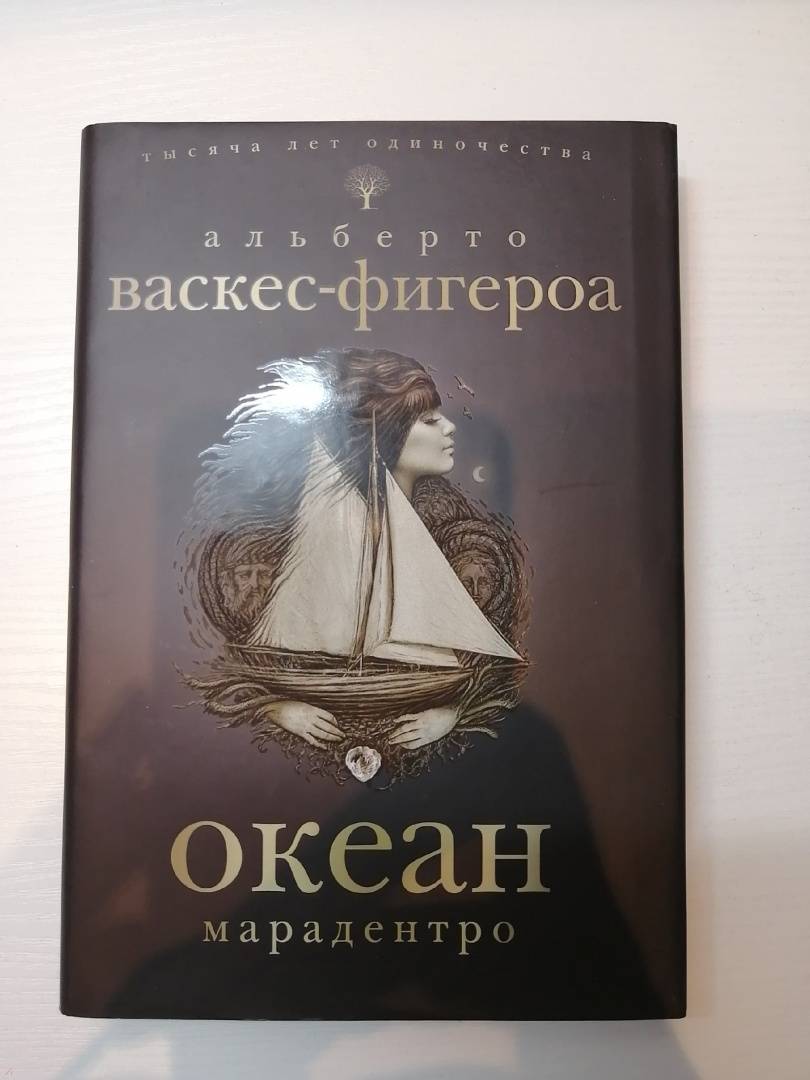 тысяча лет одиночества
альберто
васкес-фигероа
океан
марадентро